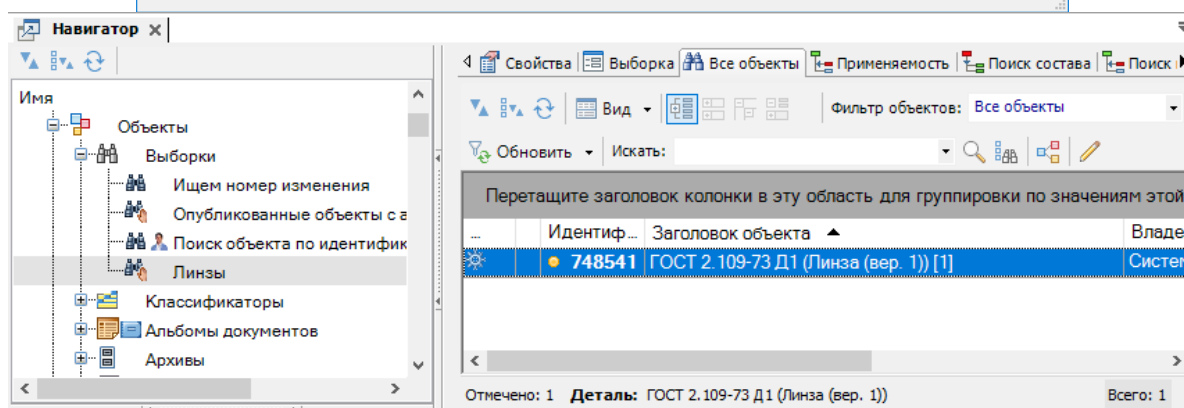 Навигатор
Имя
Объекты
Выборки
Ищем номер изменения
Опубликованные объекты с а
Поиск объекта по идентифик
Линзы
Классификаторы
Альбомы документов
Архивы
Свойства Выборка Все объекты Применяемость Поиск состава Поиск
Вид Фильтр объектов: Все объекты
Обновить Искать:
Перетащите заголовок колонки в эту область для группировки по значениям этой
... Идентиф... Заголовок объекта Владе
748541 ГОСТ 2.109-73 Д1 (Линза (вер. 1)) [1] Систем
Отмечено: 1 Деталь: ГОСТ 2.109-73 Д1 (Линза (вер. 1)) Всего: 1